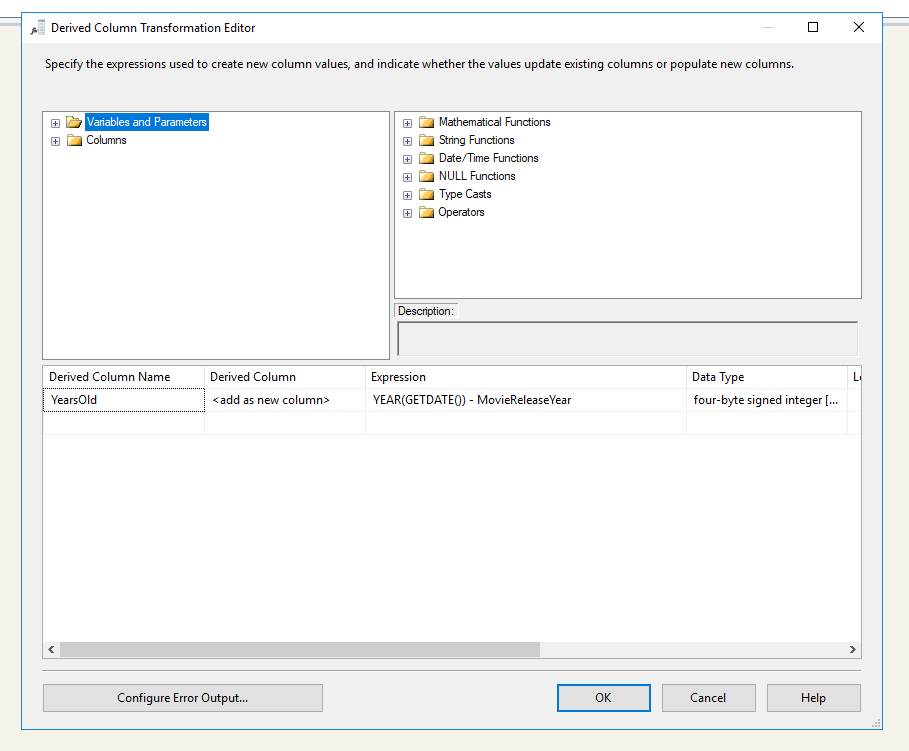 Derived Column Transformation Editor
Specify the expressions used to create new column values, and indicate whether the values update existing columns or populate new columns.
Variables and Parameters
Columns
Mathematical Functions
String Functions
Date/Time Functions
NULL Functions
Type Casts
Operators
Description:
Derived Column Name Derived Column Expression Data Type
YearsOld <add as new column> YEAR(GETDATE()) - MovieReleaseYear four-byte signed integer [...
Configure Error Output... OK Cancel Help